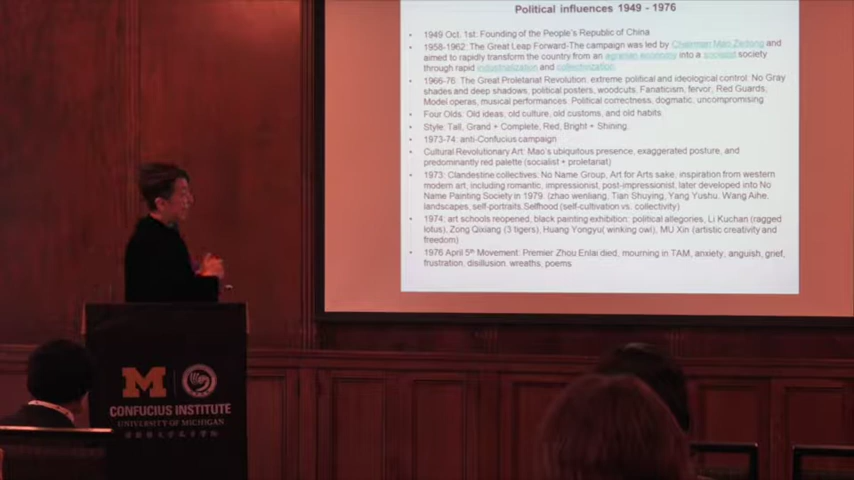 Political influences 1949 - 1976
• 1949 Oct. 1st: Founding of the People's Republic of China
• 1958-1962: The Great Leap Forward-The campaign was led by Chairman Mao Zedong and
aimed to rapidly transform the country from an agrarian economy into a socialist society
through rapid industrialization and collectivization
• 1966-76: The Great Proletariat Revolution: extreme political and ideological control: No Gray
shades and deep shadows, political posters, woodcuts, Fanaticism, fervor, Red Guards,
Model operas, musical performances. Political correctness, dogmatic, uncompromising
• Four Olds: Old ideas, old culture, old customs, and old habits.
• Style: Tall, Grand + Complete, Red, Bright + Shining.
• 1973-74: anti-Confucius campaign
• Cultural Revolutionary Art: Mao's ubiquitous presence, exaggerated posture, and
predominantly red palette (socialist + proletariat)
• 1973: Clandestine collectives: No Name Group, Art for Arts sake, inspiration from western
modern art, including romantic, impressionist, post-impressionist, later developed into No
Name Painting Society in 1979. (zhao wenliang, Tian Shuying, Yang Yushu, Wang Aihe,
landscapes, self-portraits.Selfhood (self-cultivation vs. collectivity)
• 1974: art schools reopened, black painting exhibition: political allegories, Li Kuchan (ragged
lotus), Zong Qixiang (3 tigers), Huang Yongyu( winking owl), MU Xin (artistic creativity and
freedom)
• 1976 April 5th Movement: Premier Zhou Enlai died, mourning in TAM, anxiety, anguish, grief,
frustration, disillusion, wreaths, poems
M
CONFUCIUS INSTITUTE
UNIVERSITY OF MICHIGAN